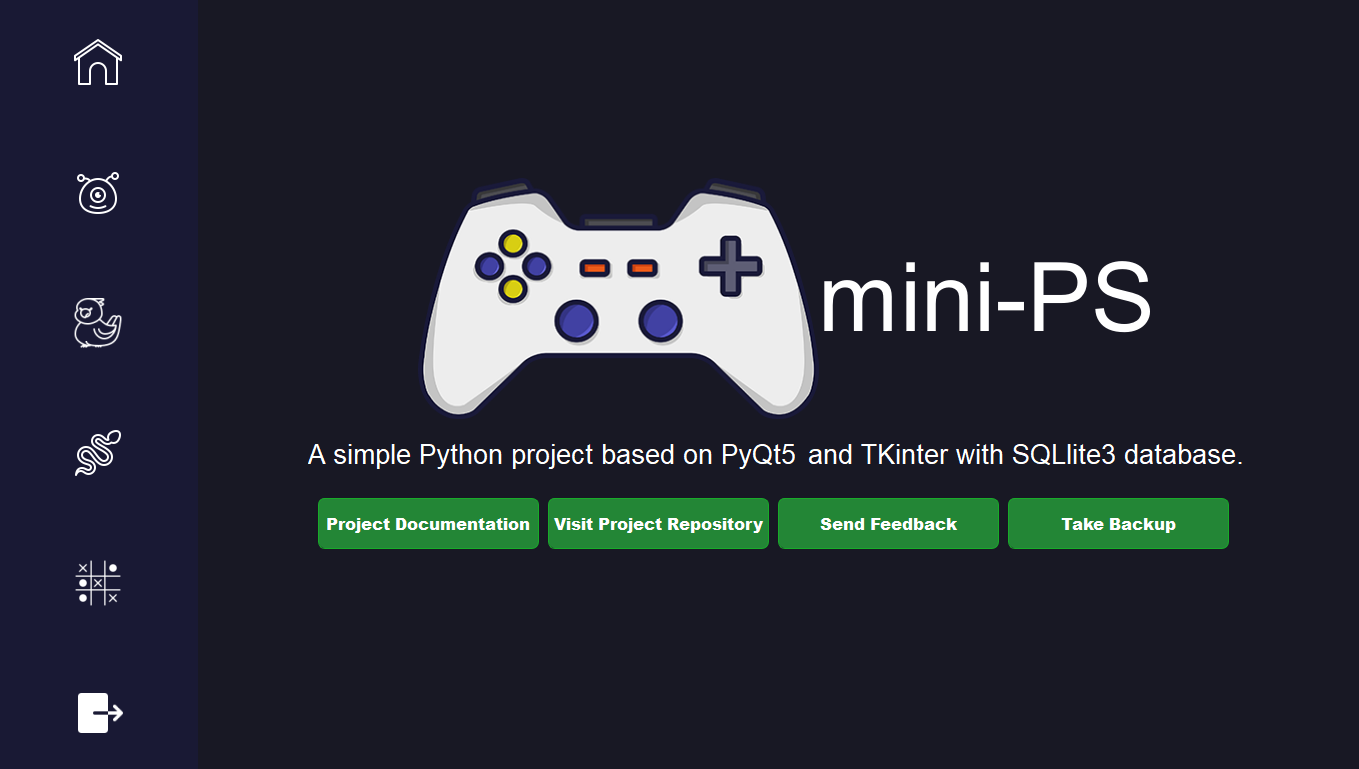 mini-PS
A simple Python project based on PyQt5 and TKinter with SQLlite3 database.
Project Documentation
Visit Project Repository
Send Feedback
Take Backup